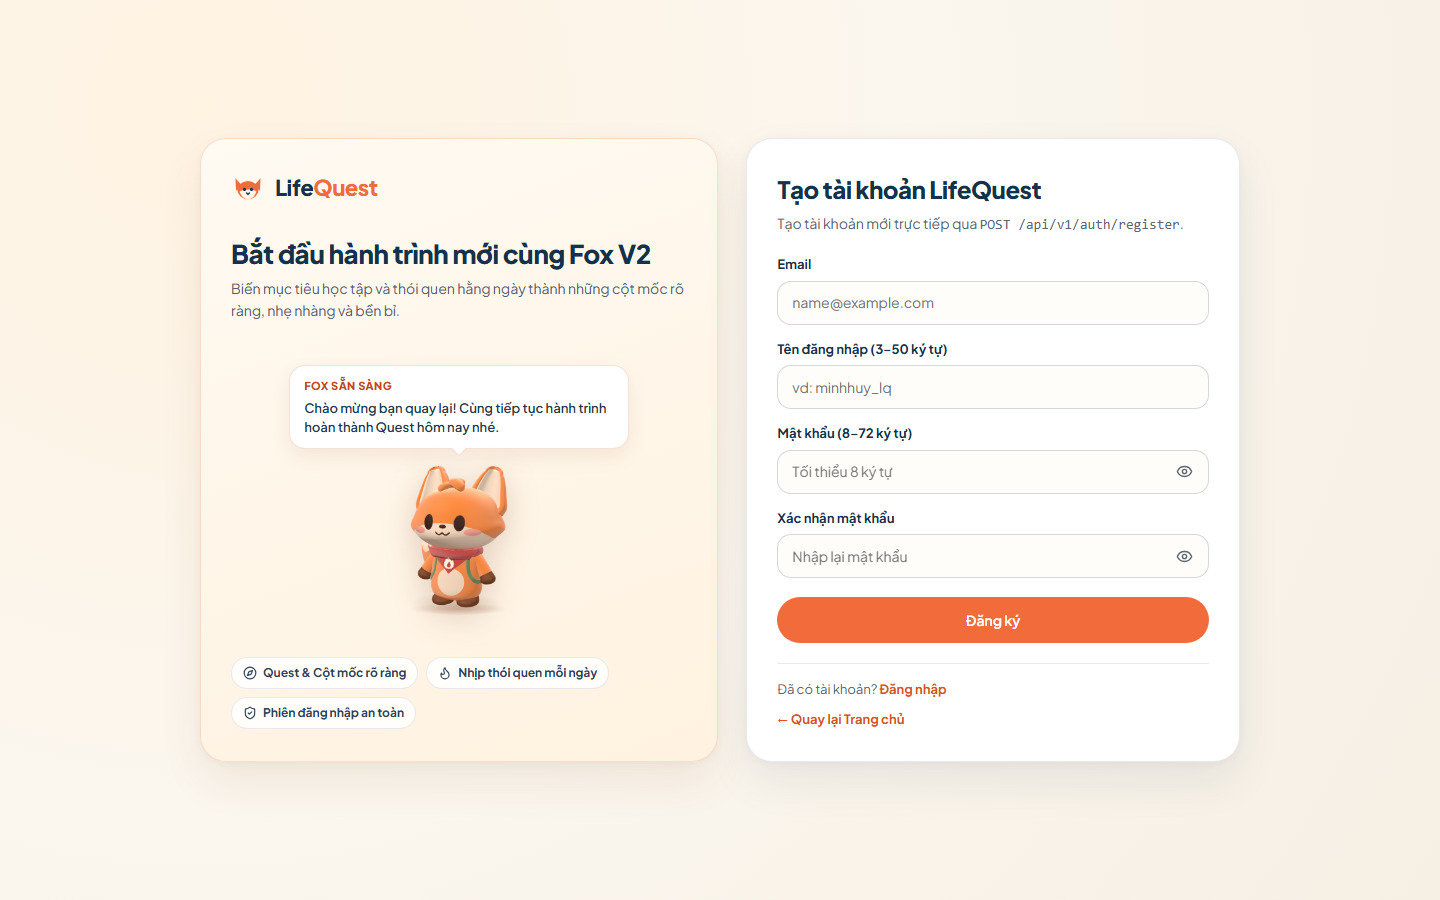 LifeQuest
Bắt đầu hành trình mới cùng Fox V2
Biến mục tiêu học tập và thói quen hằng ngày thành những cột mốc rõ
ràng, nhẹ nhàng và bền bỉ.
FOX SẴN SÀNG
Chào mừng bạn quay lại! Cùng tiếp tục hành trình
hoàn thành Quest hôm nay nhé.
Quest & Cột mốc rõ ràng
Nhịp thói quen mỗi ngày
Phiên đăng nhập an toàn
Tạo tài khoản LifeQuest
Tạo tài khoản mới trực tiếp qua POST /api/v1/auth/register.
Email
name@example.com
Tên đăng nhập (3–50 ký tự)
vd: minhhuy_lq
Mật khẩu (8–72 ký tự)
Tối thiểu 8 ký tự
Xác nhận mật khẩu
Nhập lại mật khẩu
Đăng ký
Đã có tài khoản? Đăng nhập
← Quay lại Trang chủ